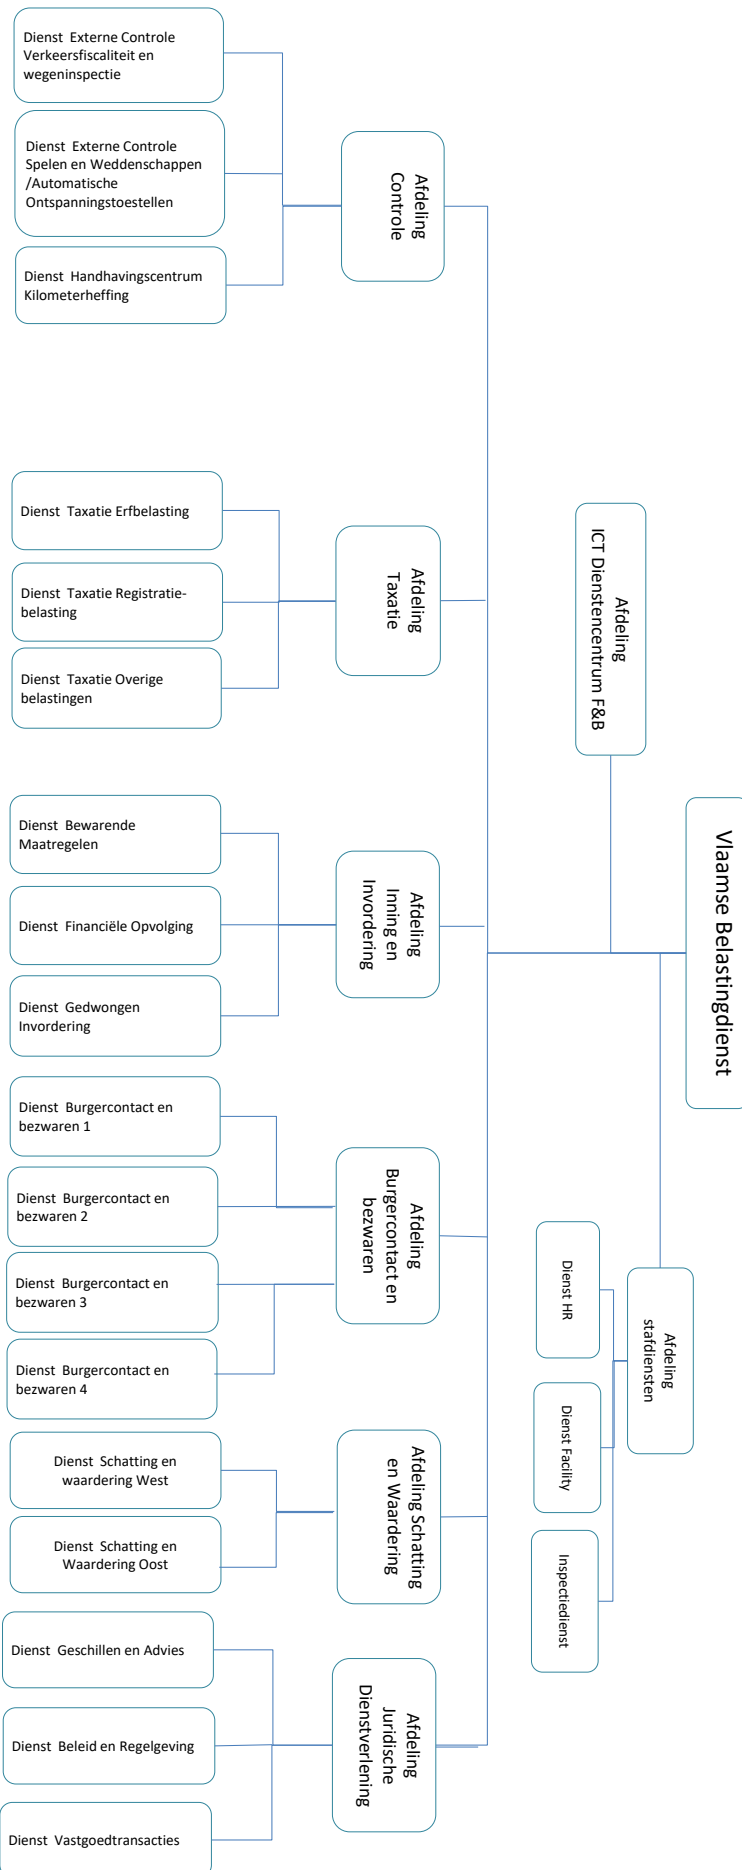 Vlaamse Belastingdienst
Afdeling
ICT Dienstencentrum F&B
Afdeling
stafdiensten
Dienst HR
Dienst Facility
Inspectiedienst
Afdeling
Controle
Dienst Externe Controle
Verkeersfiscaliteit en
wegeninspectie
Dienst Externe Controle
Spelen en Weddenschappen
/Automatische
Ontspanningstoestellen
Dienst Handhavingscentrum
Kilometerheffing
Afdeling
Taxatie
Dienst Taxatie Erfbelasting
Dienst Taxatie Registratie-
belasting
Dienst Taxatie Overige
belastingen
Afdeling
Inning en
Invordering
Dienst Bewarende
Maatregelen
Dienst Financiële Opvolging
Dienst Gedwongen
Invordering
Afdeling
Burgercontact en
bezwaren
Dienst Burgercontact en
bezwaren 1
Dienst Burgercontact en
bezwaren 2
Dienst Burgercontact en
bezwaren 3
Dienst Burgercontact en
bezwaren 4
Afdeling Schatting
en Waardering
Dienst Schatting en
waardering West
Dienst Schatting en
Waardering Oost
Afdeling
Juridische
Dienstverlening
Dienst Geschillen en Advies
Dienst Beleid en Regelgeving
Dienst Vastgoedtransacties